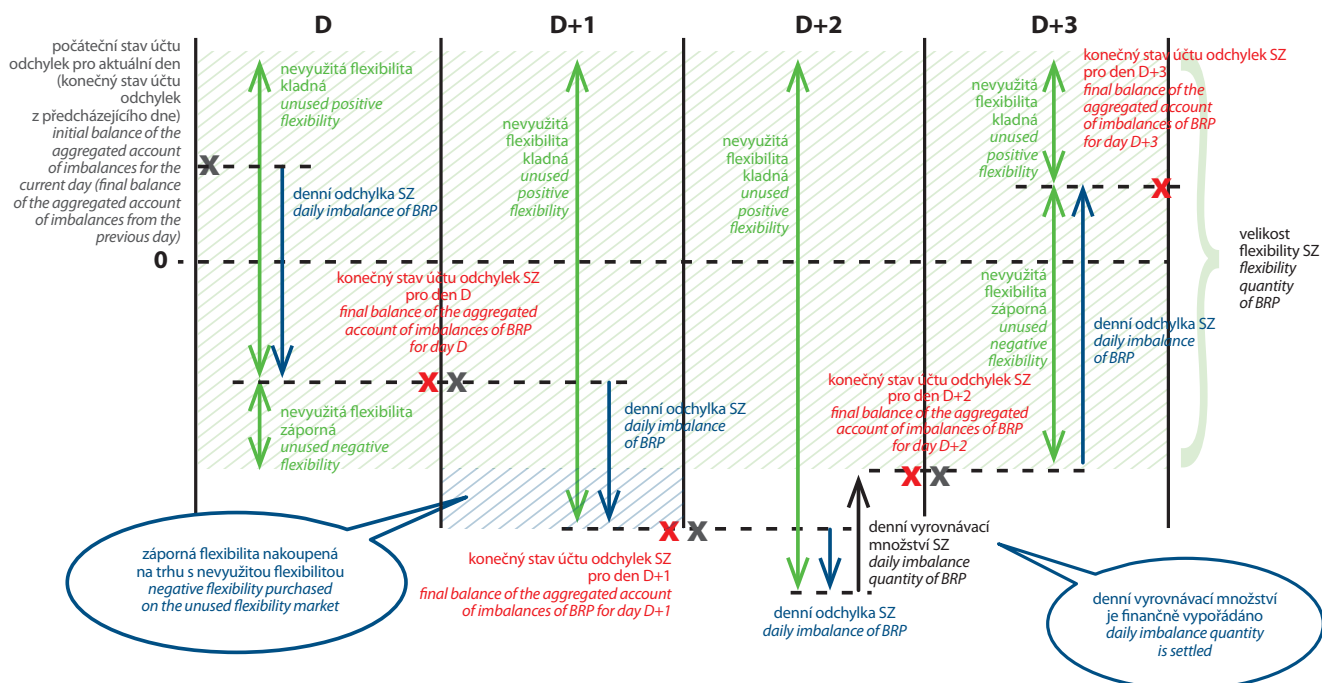 D
D+1
D+2
D+3
počáteční stav účtu
odchylek pro aktuální den
(konečný stav účtu
odchylek
z předcházejícího dne)
initial balance of the
aggregated account
of imbalances for the
current day (final balance
of the aggregated account
of imbalances from the
previous day)
0
nevyužitá flexibilita
kladná
unused positive
flexibility
denní odchylka SZ
daily imbalance of BRP
konečný stav účtu odchylek SZ
pro den D
final balance of the aggregated
account of imbalances of BRP
for day D
nevyužitá flexibilita
záporná
unused negative
flexibility
záporná flexibilita nakoupená
na trhu s nevyužitou flexibilitou
negative flexibility purchased
on the unused flexibility market
nevyužitá
flexibilita
kladná
unused
positive
flexibility
denní odchylka SZ
daily imbalance
of BRP
konečný stav účtu odchylek SZ
pro den D+1
final balance of the aggregated account
of imbalances of BRP for day D+1
nevyužitá
flexibilita
kladná
unused
positive
flexibility
denní odchylka SZ
daily imbalance of BRP
konečný stav účtu odchylek SZ
pro den D+2
final balance of the aggregated
account of imbalances of BRP
for day D+2
denní vyrovnávací
množství SZ
daily imbalance
quantity of BRP
nevyužitá
flexibilita
kladná
unused
positive
flexibility
konečný stav účtu odchylek SZ
pro den D+3
final balance of the
aggregated account
of imbalances of BRP
for day D+3
nevyužitá
flexibilita
záporná
unused
negative
flexibility
denní odchylka SZ
daily imbalance
of BRP
velikost
flexibility SZ
flexibility
quantity
of BRP
denní vyrovnávací množství
je finančně vypořádáno
daily imbalance quantity
is settled